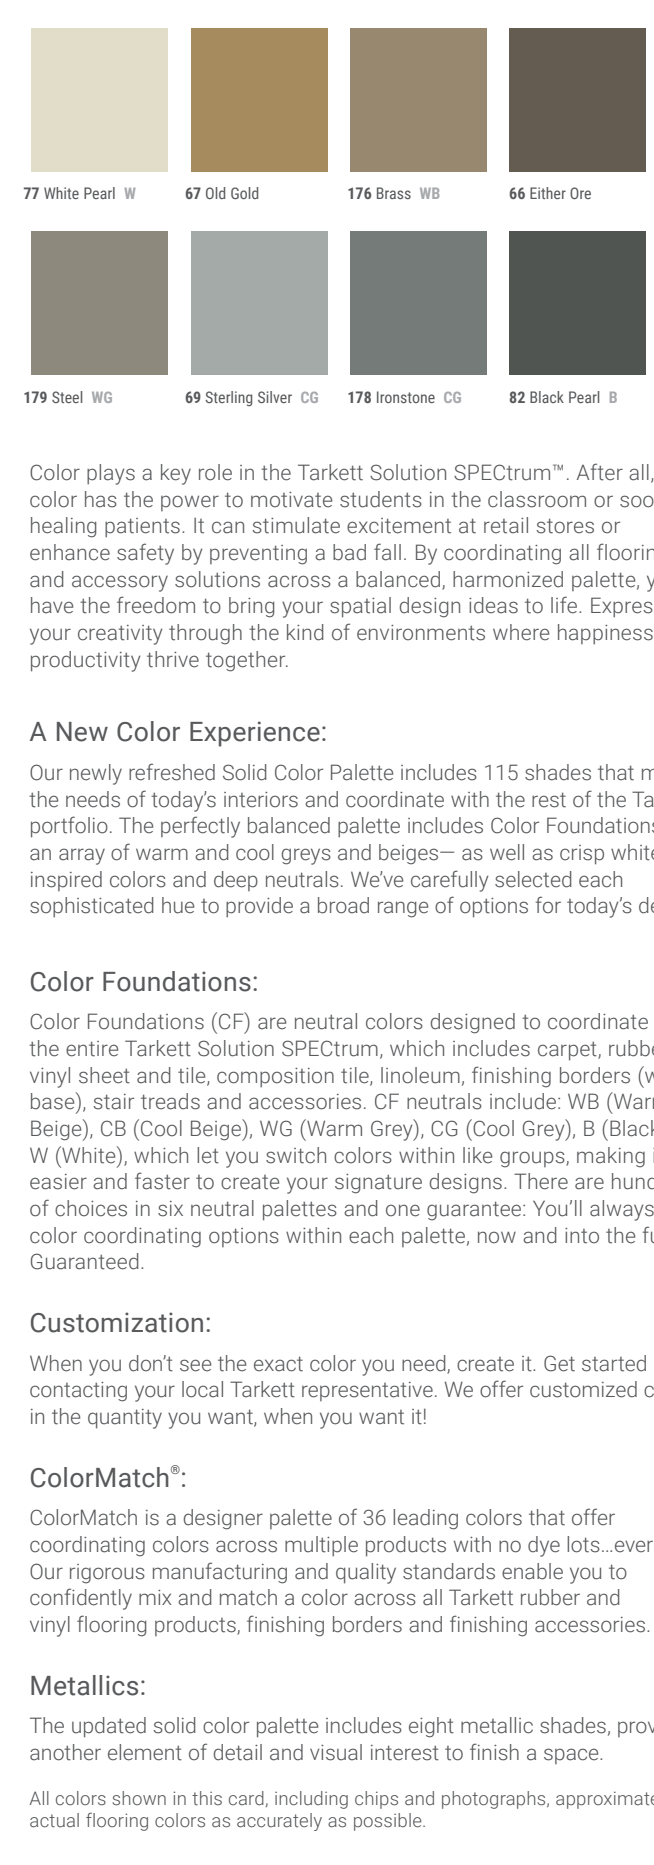 77 White Pearl W 67 Old Gold 176 Brass WB 66 Either Ore
179 Steel WG 69 Sterling Silver CG 178 Ironstone CG 82 Black Pearl B
Color plays a key role in the Tarkett Solution SPECtrum™. After all,
color has the power to motivate students in the classroom or soo
healing patients. It can stimulate excitement at retail stores or
enhance safety by preventing a bad fall. By coordinating all floorin
and accessory solutions across a balanced, harmonized palette, y
have the freedom to bring your spatial design ideas to life. Expres
your creativity through the kind of environments where happiness
productivity thrive together.
A New Color Experience:
Our newly refreshed Solid Color Palette includes 115 shades that m
the needs of today's interiors and coordinate with the rest of the Ta
portfolio. The perfectly balanced palette includes Color Foundations
an array of warm and cool greys and beiges— as well as crisp white
inspired colors and deep neutrals. We've carefully selected each
sophisticated hue to provide a broad range of options for today's de
Color Foundations:
Color Foundations (CF) are neutral colors designed to coordinate
the entire Tarkett Solution SPECtrum, which includes carpet, rubbe
vinyl sheet and tile, composition tile, linoleum, finishing borders (w
base), stair treads and accessories. CF neutrals include: WB (Warm
Beige), CB (Cool Beige), WG (Warm Grey), CG (Cool Grey), B (Black
W (White), which let you switch colors within like groups, making i
easier and faster to create your signature designs. There are hund
of choices in six neutral palettes and one guarantee: You'll always
color coordinating options within each palette, now and into the fu
Guaranteed.
Customization:
When you don't see the exact color you need, create it. Get started
contacting your local Tarkett representative. We offer customized c
in the quantity you want, when you want it!
ColorMatch®:
ColorMatch is a designer palette of 36 leading colors that offer
coordinating colors across multiple products with no dye lots…ever
Our rigorous manufacturing and quality standards enable you to
confidently mix and match a color across all Tarkett rubber and
vinyl flooring products, finishing borders and finishing accessories.
Metallics:
The updated solid color palette includes eight metallic shades, prov
another element of detail and visual interest to finish a space.
All colors shown in this card, including chips and photographs, approximate
actual flooring colors as accurately as possible.